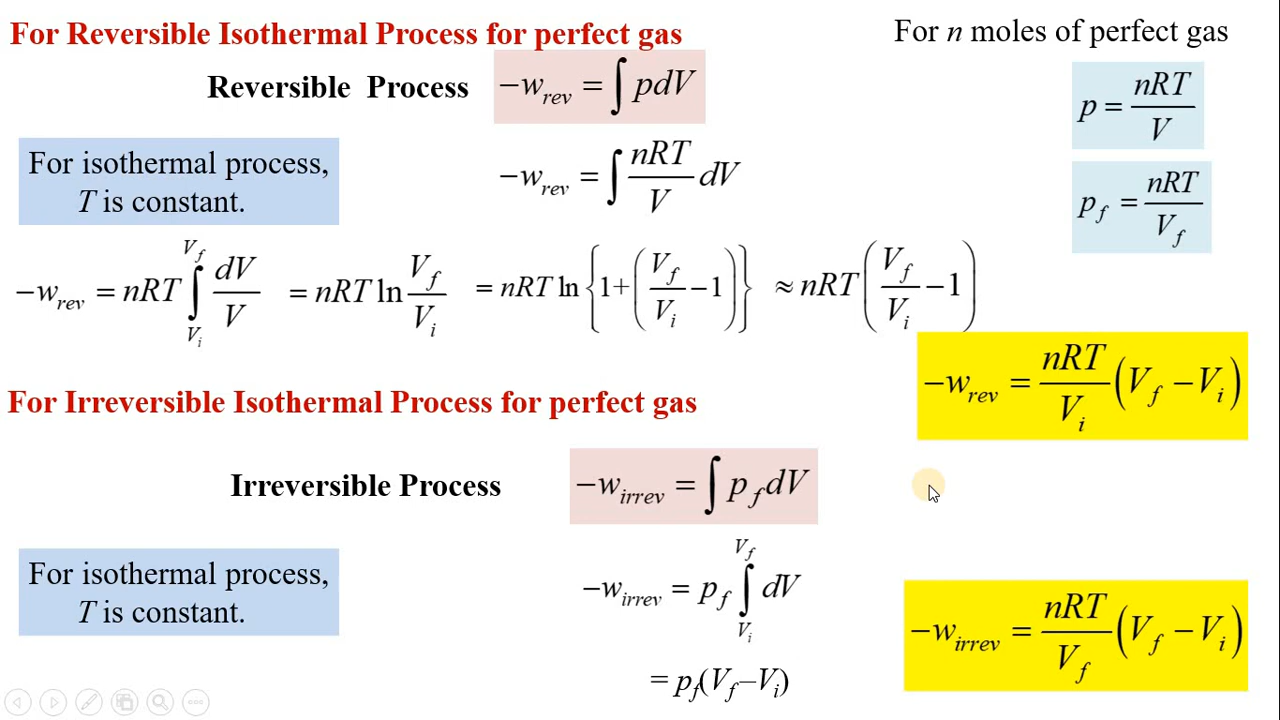 For Reversible Isothermal Process for perfect gas
For n moles of perfect gas
Reversible Process
−w_rev = ∫ pdV
p = nRT/V
For isothermal process,
T is constant.
−w_rev = ∫ nRT/V dV
p_f = nRT/V_f
−w_rev = nRT ∫_{V_i}^{V_f} dV/V = nRT ln V_f/V_i = nRT ln {1+(V_f/V_i −1)} ≈ nRT (V_f/V_i −1)
−w_rev = nRT/V_i (V_f − V_i)
For Irreversible Isothermal Process for perfect gas
Irreversible Process
−w_irrev = ∫ p_f dV
For isothermal process,
T is constant.
−w_irrev = p_f ∫_{V_i}^{V_f} dV
−w_irrev = nRT/V_f (V_f − V_i)
= p_f(V_f–V_i)